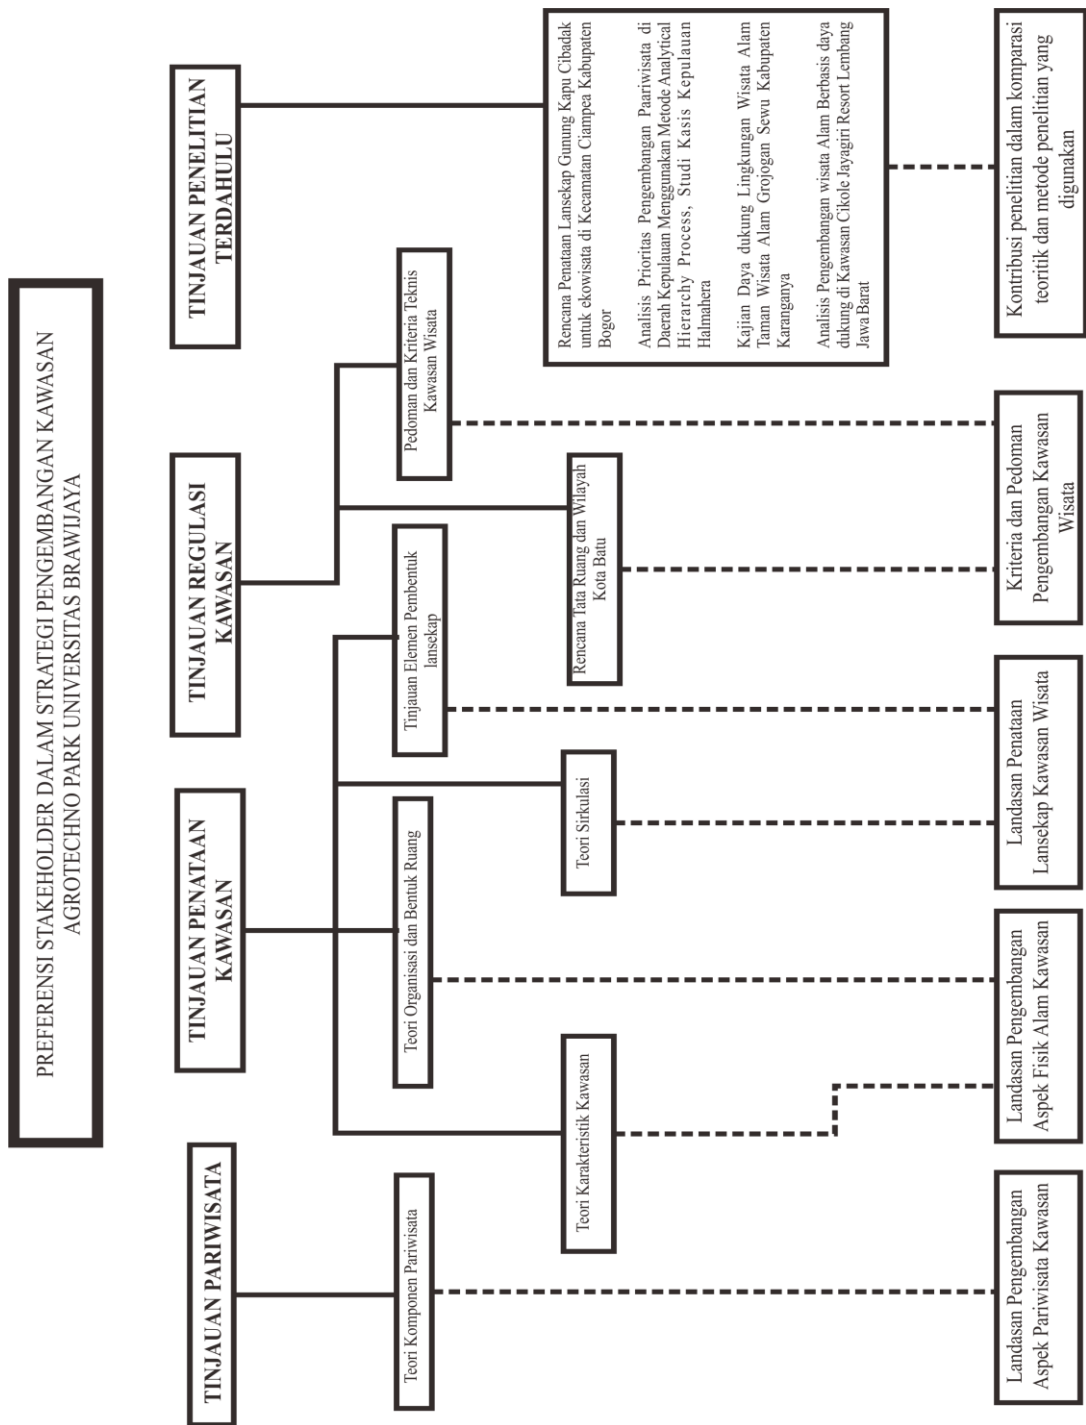 PREFERENSI STAKEHOLDER DALAM STRATEGI PENGEMBANGAN KAWASAN
AGROTECHNO PARK UNIVERSITAS BRAWIJAYA
TINJAUAN PARIWISATA
TINJAUAN PENATAAN
KAWASAN
TINJAUAN REGULASI
KAWASAN
TINJAUAN PENELITIAN
TERDAHULU
Teori Komponen Pariwisata
Teori Organisasi dan Bentuk Ruang
Tinjauan Elemen Pembentuk
lansekap
Pedoman dan Kriteria Teknis
Kawasan Wisata
Teori Karakteristik Kawasan
Teori Sirkulasi
Rencana Tata Ruang dan Wilayah
Kota Batu
Rencana Penataan Lansekap Gunung Kapu Cibadak
untuk ekowisata di Kecamatan Ciampea Kabupaten
Bogor
Analisis Prioritas Pengembangan Paariwisata di
Daerah Kepulauan Menggunakan Metode Analytical
Hierarchy Process, Studi Kasis Kepulauan
Halmahera
Kajian Daya dukung Lingkungan Wisata Alam
Taman Wisata Alam Grojogan Sewu Kabupaten
Karanganya
Analisis Pengembangan wisata Alam Berbasis daya
dukung di Kawasan Cikole Jayagiri Resort Lembang
Jawa Barat
Landasan Pengembangan
Aspek Pariwisata Kawasan
Landasan Pengembangan
Aspek Fisik Alam Kawasan
Landasan Penataan
Lansekap Kawasan Wisata
Kriteria dan Pedoman
Pengembangan Kawasan
Wisata
Kontribusi penelitian dalam komparasi
teoritik dan metode penelitian yang
digunakan